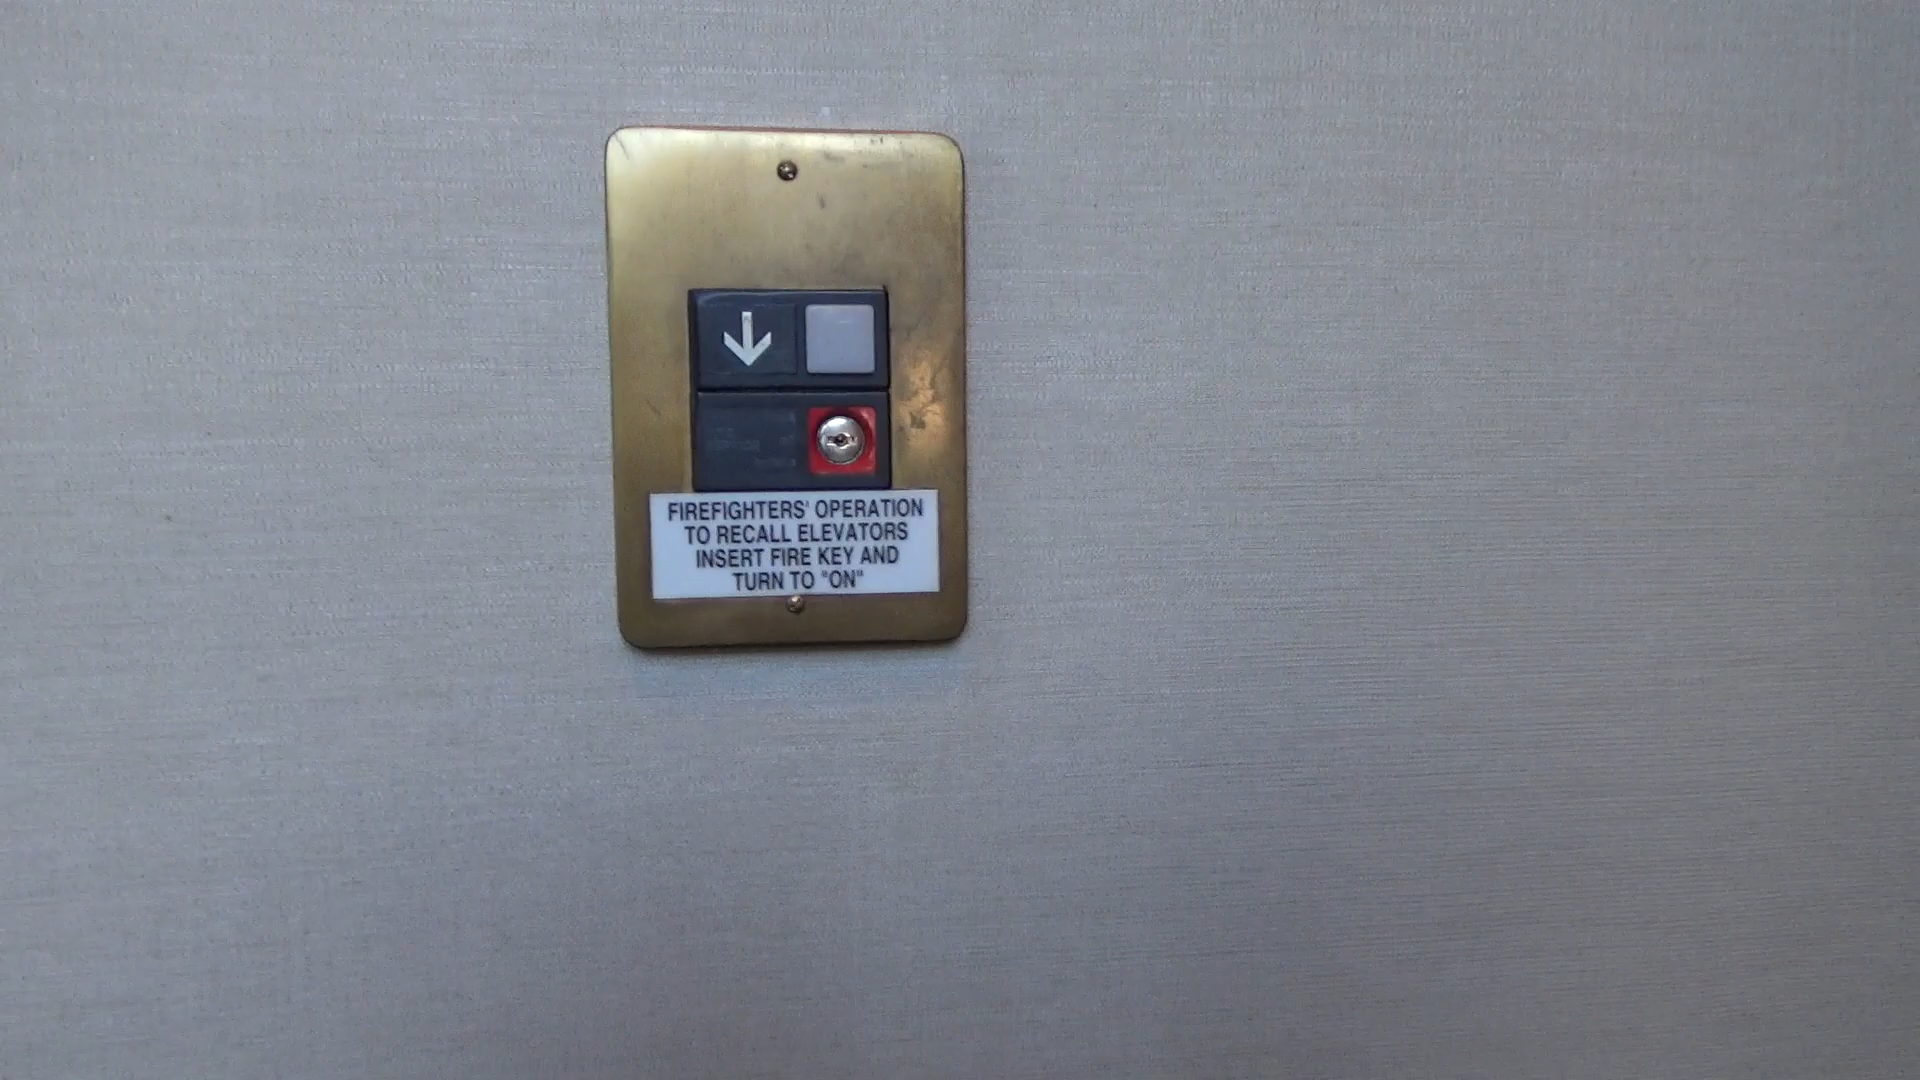 FIREFIGHTERS' OPERATION
TO RECALL ELEVATORS
INSERT FIRE KEY AND
TURN TO "ON"